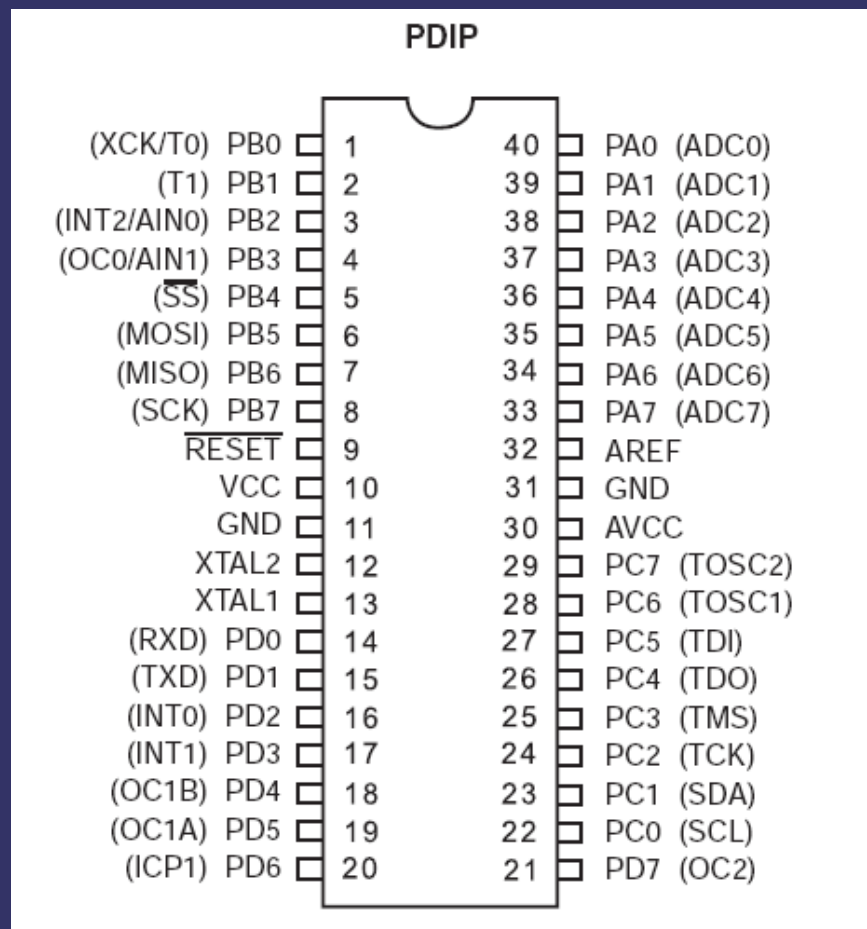 PDIP
(XCK/T0) PB0 1 40 PA0 (ADC0)
(T1) PB1 2 39 PA1 (ADC1)
(INT2/AIN0) PB2 3 38 PA2 (ADC2)
(OC0/AIN1) PB3 4 37 PA3 (ADC3)
(SS) PB4 5 36 PA4 (ADC4)
(MOSI) PB5 6 35 PA5 (ADC5)
(MISO) PB6 7 34 PA6 (ADC6)
(SCK) PB7 8 33 PA7 (ADC7)
RESET 9 32 AREF
VCC 10 31 GND
GND 11 30 AVCC
XTAL2 12 29 PC7 (TOSC2)
XTAL1 13 28 PC6 (TOSC1)
(RXD) PD0 14 27 PC5 (TDI)
(TXD) PD1 15 26 PC4 (TDO)
(INT0) PD2 16 25 PC3 (TMS)
(INT1) PD3 17 24 PC2 (TCK)
(OC1B) PD4 18 23 PC1 (SDA)
(OC1A) PD5 19 22 PC0 (SCL)
(ICP1) PD6 20 21 PD7 (OC2)